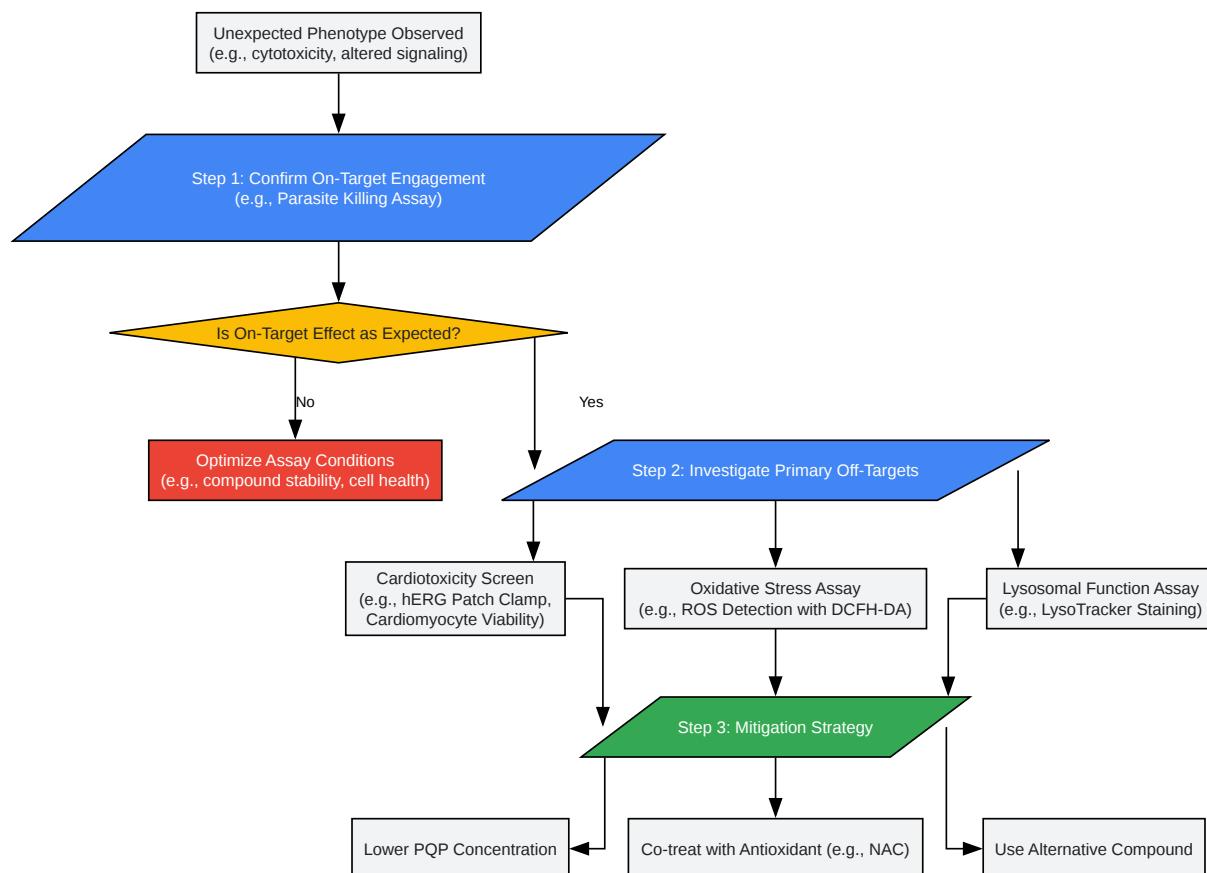 Unexpected Phenotype Observed
(e.g., cytotoxicity, altered signaling)
Step 1: Confirm On-Target Engagement
(e.g., Parasite Killing Assay)
Is On-Target Effect as Expected?
No
Yes
Optimize Assay Conditions
(e.g., compound stability, cell health)
Step 2: Investigate Primary Off-Targets
Cardiotoxicity Screen
(e.g., hERG Patch Clamp,
Cardiomyocyte Viability)
Oxidative Stress Assay
(e.g., ROS Detection with DCFH-DA)
Lysosomal Function Assay
(e.g., LysoTracker Staining)
Step 3: Mitigation Strategy
Lower PQP Concentration
Co-treat with Antioxidant (e.g., NAC)
Use Alternative Compound